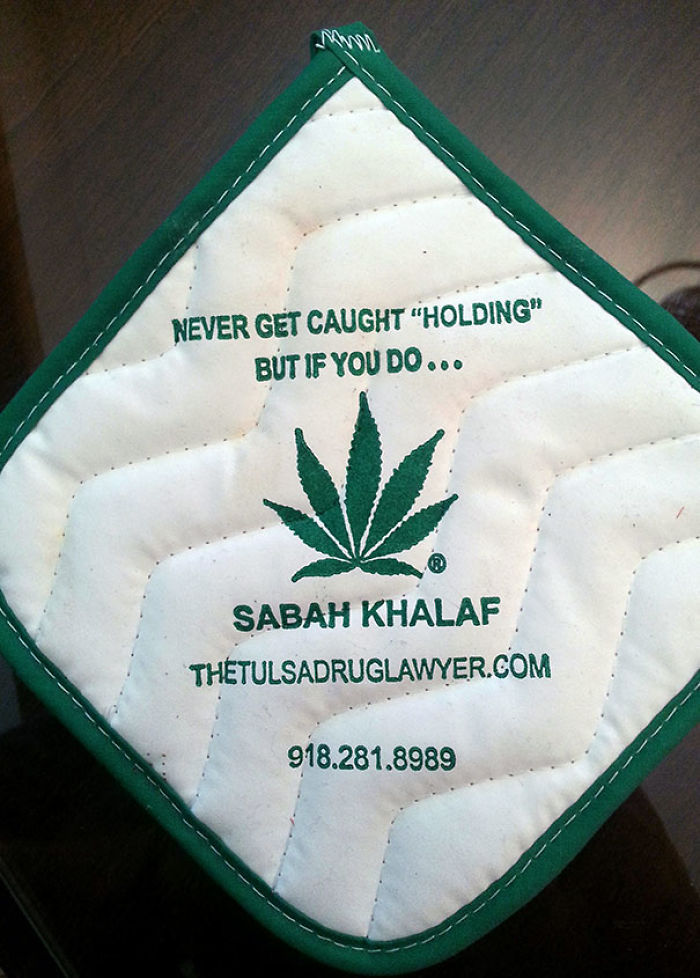 NEVER GET CAUGHT “HOLDING”
BUT IF YOU DO...
®
SABAH KHALAF
THETULSADRUGLAWYER.COM
918.281.8989